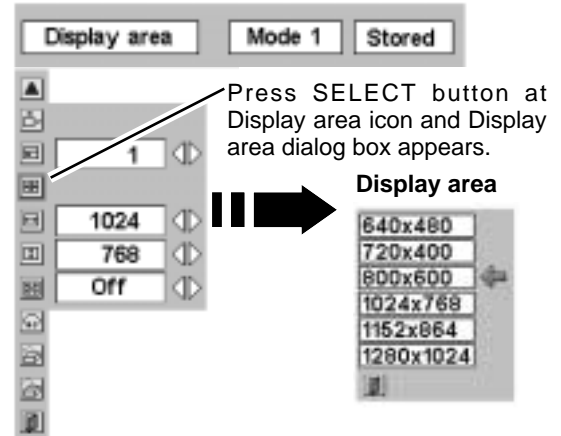 Display area Mode 1 Stored
Press SELECT button at
Display area icon and Display
area dialog box appears.
1
1024
768
Off
Display area
640x480
720x400
800x600
1024x768
1152x864
1280x1024